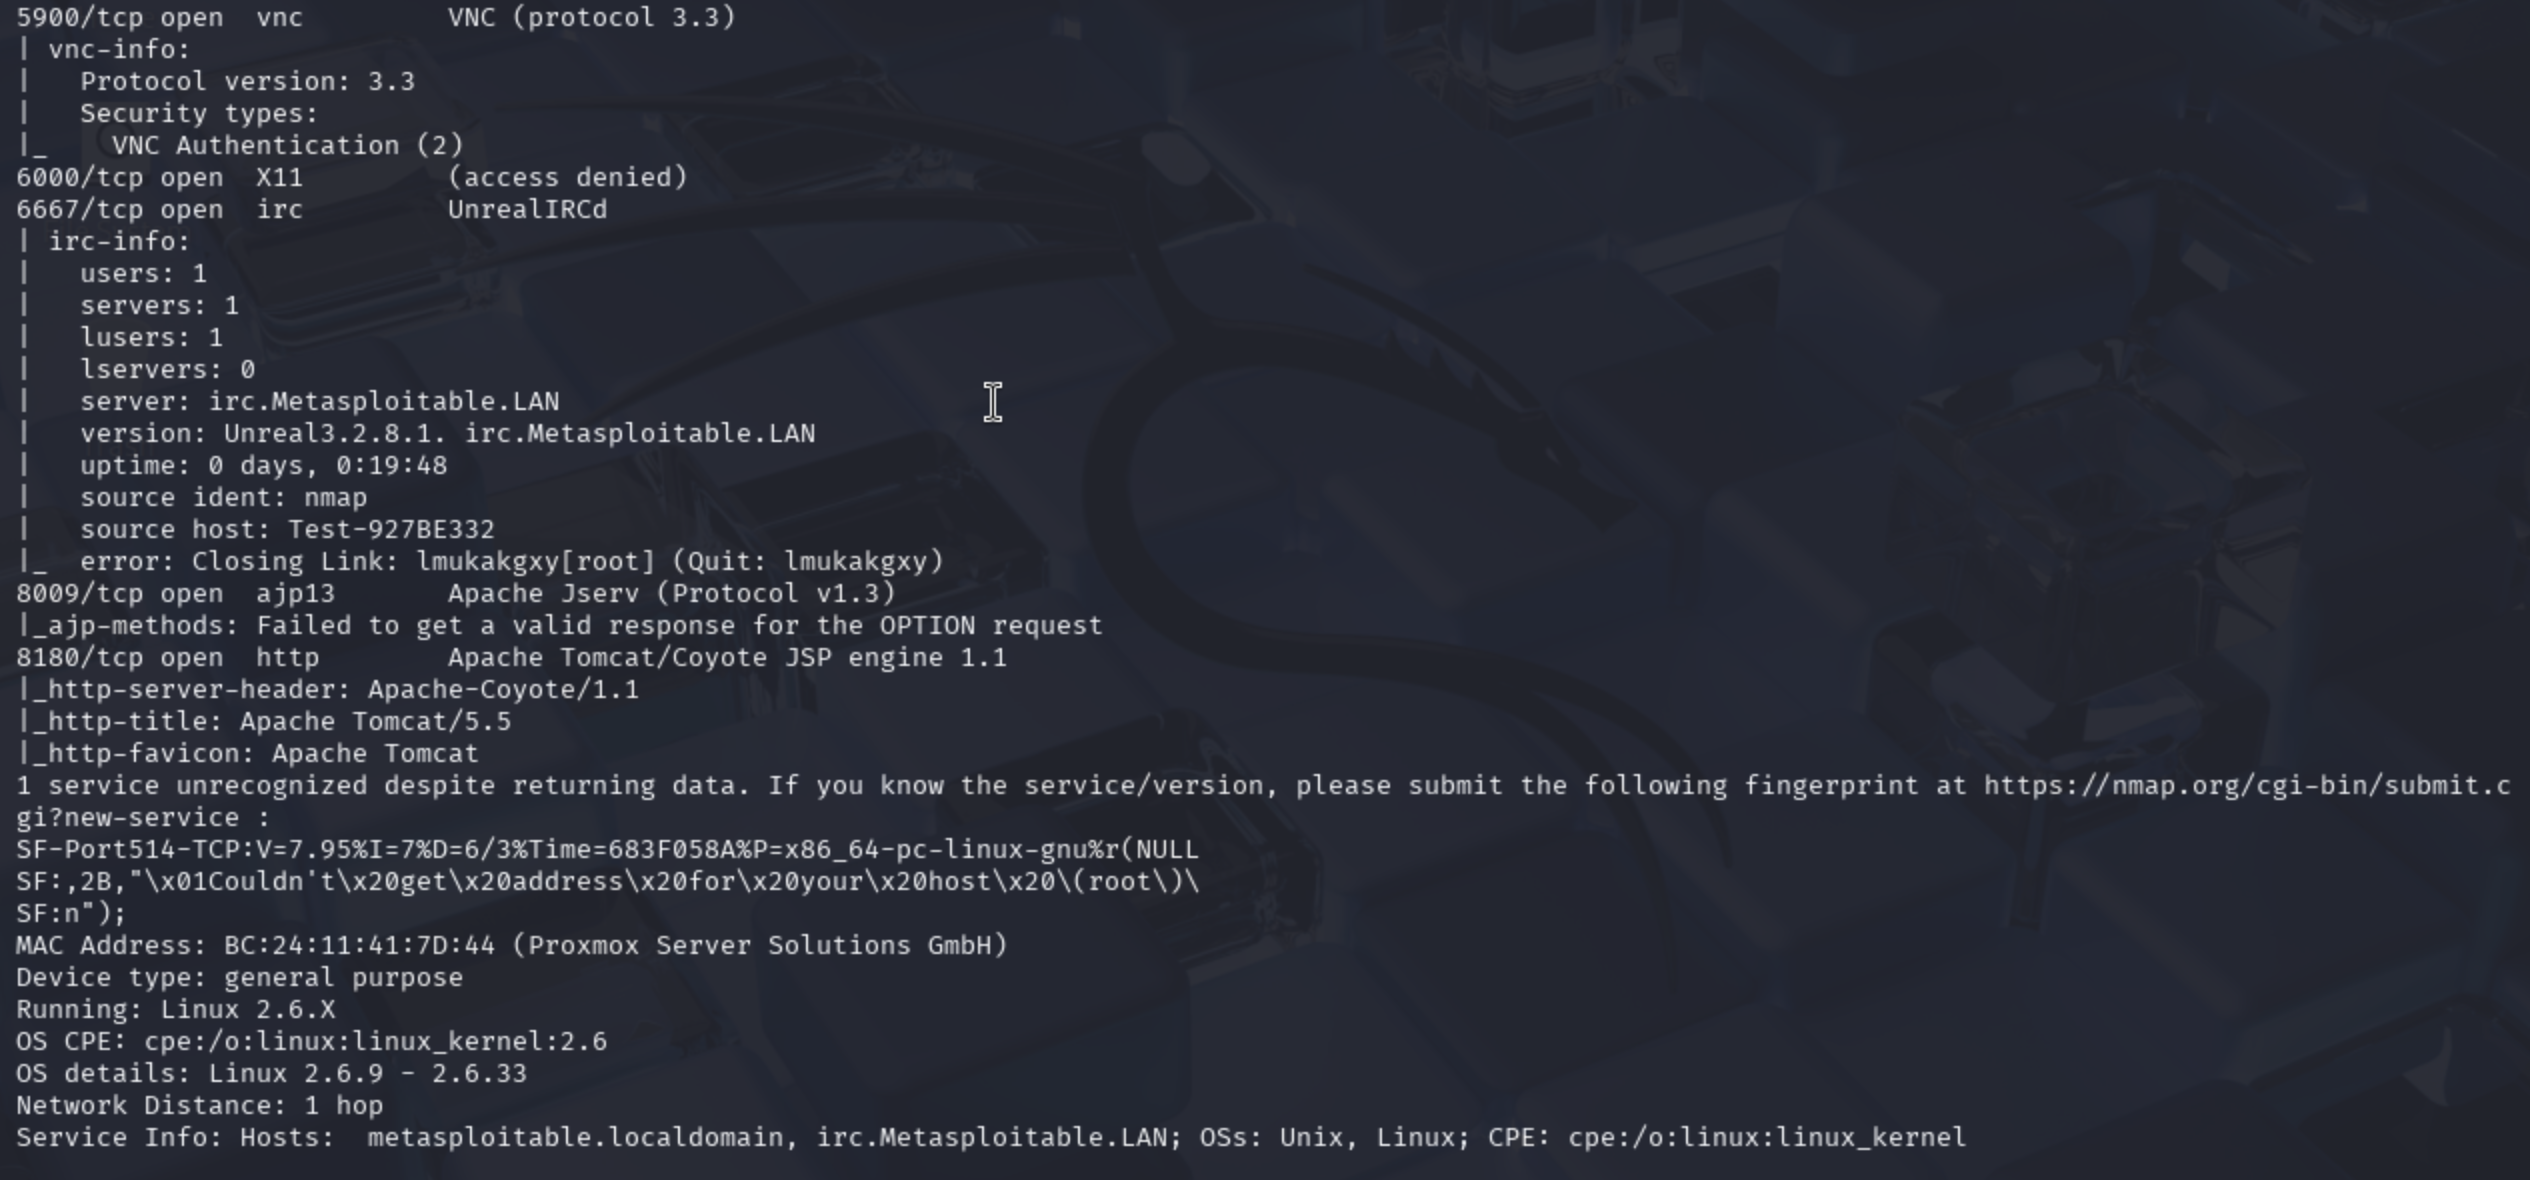 5900/tcp open  vnc         VNC (protocol 3.3)
| vnc-info:
|   Protocol version: 3.3
|   Security types:
|_    VNC Authentication (2)
6000/tcp open  X11         (access denied)
6667/tcp open  irc         UnrealIRCd
| irc-info:
|   users: 1
|   servers: 1
|   lusers: 1
|   lservers: 0
|   server: irc.Metasploitable.LAN
|   version: Unreal3.2.8.1. irc.Metasploitable.LAN
|   uptime: 0 days, 0:19:48
|   source ident: nmap
|   source host: Test-927BE332
|_  error: Closing Link: lmukakgxy[root] (Quit: lmukakgxy)
8009/tcp open  ajp13       Apache Jserv (Protocol v1.3)
|_ajp-methods: Failed to get a valid response for the OPTION request
8180/tcp open  http        Apache Tomcat/Coyote JSP engine 1.1
|_http-server-header: Apache-Coyote/1.1
|_http-title: Apache Tomcat/5.5
|_http-favicon: Apache Tomcat
1 service unrecognized despite returning data. If you know the service/version, please submit the following fingerprint at https://nmap.org/cgi-bin/submit.c
gi?new-service :
SF-Port514-TCP:V=7.95%I=7%D=6/3%Time=683F058A%P=x86_64-pc-linux-gnu%r(NULL
SF:,2B,"\x01Couldn't\x20get\x20address\x20for\x20your\x20host\x20\(root\)\
SF:n");
MAC Address: BC:24:11:41:7D:44 (Proxmox Server Solutions GmbH)
Device type: general purpose
Running: Linux 2.6.X
OS CPE: cpe:/o:linux:linux_kernel:2.6
OS details: Linux 2.6.9 - 2.6.33
Network Distance: 1 hop
Service Info: Hosts:  metasploitable.localdomain, irc.Metasploitable.LAN; OSs: Unix, Linux; CPE: cpe:/o:linux:linux_kernel